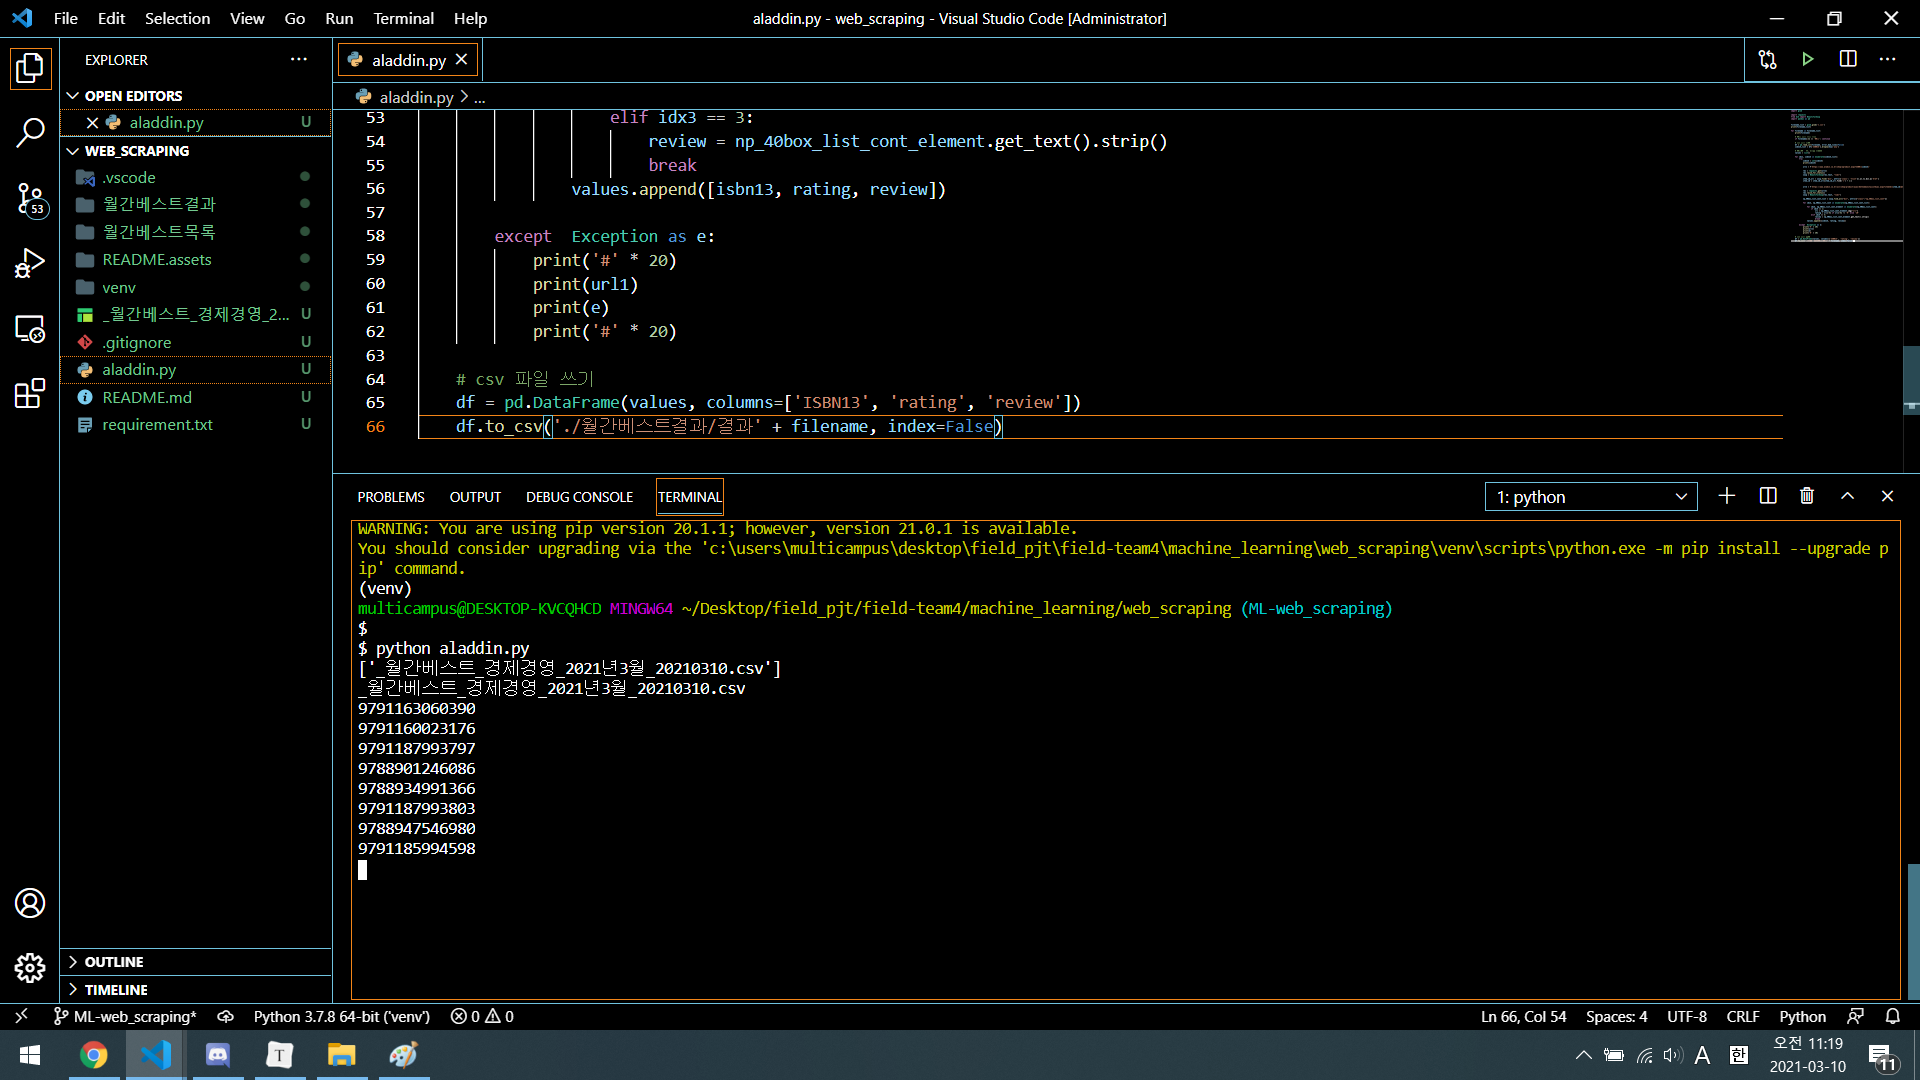 File Edit Selection View Go Run Terminal Help
aladdin.py - web_scraping - Visual Studio Code [Administrator]
EXPLORER
OPEN EDITORS
aladdin.py U
WEB_SCRAPING
.vscode
월간베스트결과
월간베스트목록
README.assets
venv
_월간베스트_경제경영_2... U
.gitignore U
aladdin.py U
README.md U
requirement.txt U
OUTLINE
TIMELINE
53
aladdin.py
aladdin.py > ...
53 elif idx3 == 3:
54 review = np_40box_list_cont_element.get_text().strip()
55 break
56 values.append([isbn13, rating, review])
57
58 except  Exception as e:
59 print('#' * 20)
60 print(url1)
61 print(e)
62 print('#' * 20)
63
64 # csv 파일 쓰기
65 df = pd.DataFrame(values, columns=['ISBN13', 'rating', 'review'])
66 df.to_csv('./월간베스트결과/결과' + filename, index=False)
PROBLEMS OUTPUT DEBUG CONSOLE TERMINAL
1: python
WARNING: You are using pip version 20.1.1; however, version 21.0.1 is available.
You should consider upgrading via the 'c:\users\multicampus\desktop\field_pjt\field-team4\machine_learning\web_scraping\venv\scripts\python.exe -m pip install --upgrade p
ip' command.
(venv)
multicampus@DESKTOP-KVCQHCD MINGW64 ~/Desktop/field_pjt/field-team4/machine_learning/web_scraping (ML-web_scraping)
$
$ python aladdin.py
['_월간베스트_경제경영_2021년3월_20210310.csv']
_월간베스트_경제경영_2021년3월_20210310.csv
9791163060390
9791160023176
9791187993797
9788901246086
9788934991366
9791187993803
9788947546980
9791185994598
ML-web_scraping* Python 3.7.8 64-bit ('venv') 0 0
Ln 66, Col 54 Spaces: 4 UTF-8 CRLF Python
T
A 한
오전 11:19
2021-03-10
11